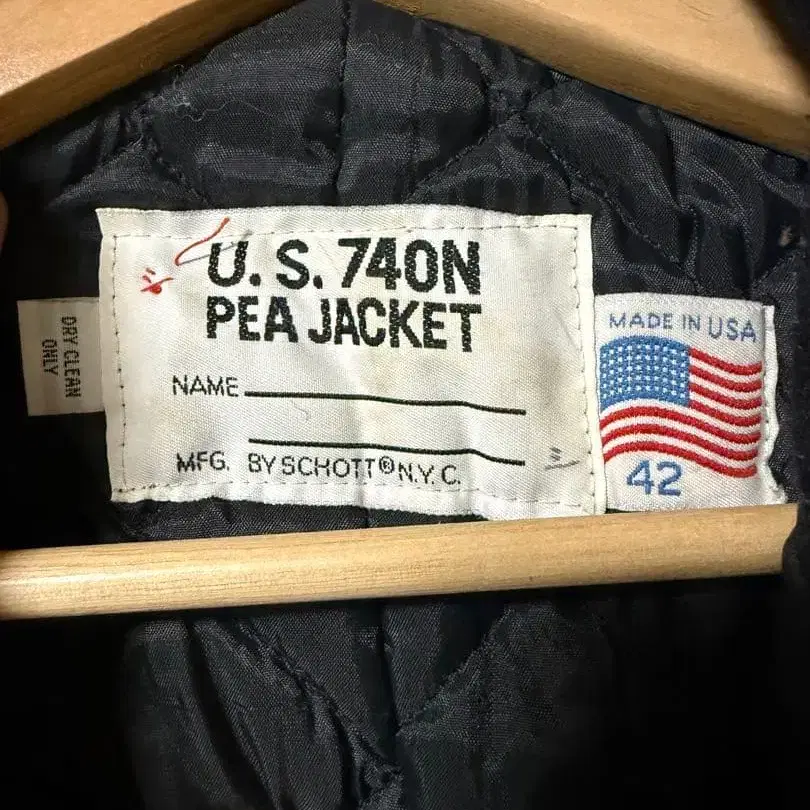 U. S. 740N
PEA JACKET
NAME
MFG. BY SCHOTT® N.Y.C.
DRY CLEAN
ONLY
MADE IN USA
42